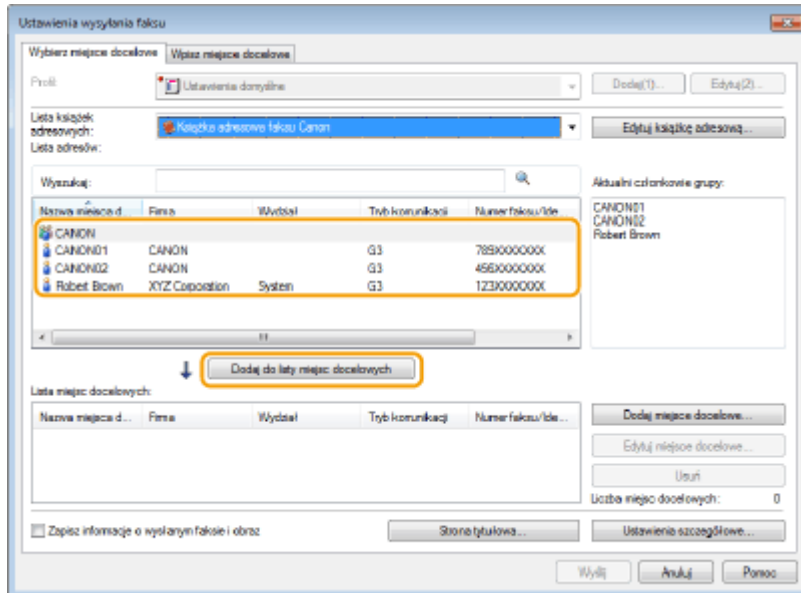 Ustawienia wysyłania faksu
Wybierz miejsce docelowe Wpisz miejsce docelowe
Profil: Ustawienia domyślne Dodaj(1)... Edytuj(2)...
Lista książek adresowych: Książka adresowa faksu Canon Edytuj książkę adresową...
Lista adresów:
Wyszukaj: Aktualni członkowie grupy:
Nazwa miejsca d... Firma Wydział Tryb komunikacji Numer faksu/Ide...
CANON
CANON01 CANON G3 789XXXXXXX
CANON02 CANON G3 456XXXXXXX
Robert Brown XYZ Corporation System G3 123XXXXXXX
CANON01
CANON02
Robert Brown
Dodaj do listy miejsc docelowych
Lista miejsc docelowych:
Nazwa miejsca d... Firma Wydział Tryb komunikacji Numer faksu/Ide...
Dodaj miejsce docelowe...
Edytuj miejsce docelowe...
Usuń
Liczba miejsc docelowych: 0
Zapisz informacje o wysłanym faksie i obraz Strona tytułowa... Ustawienia szczegółowe...
Wyślij Anuluj Pomoc